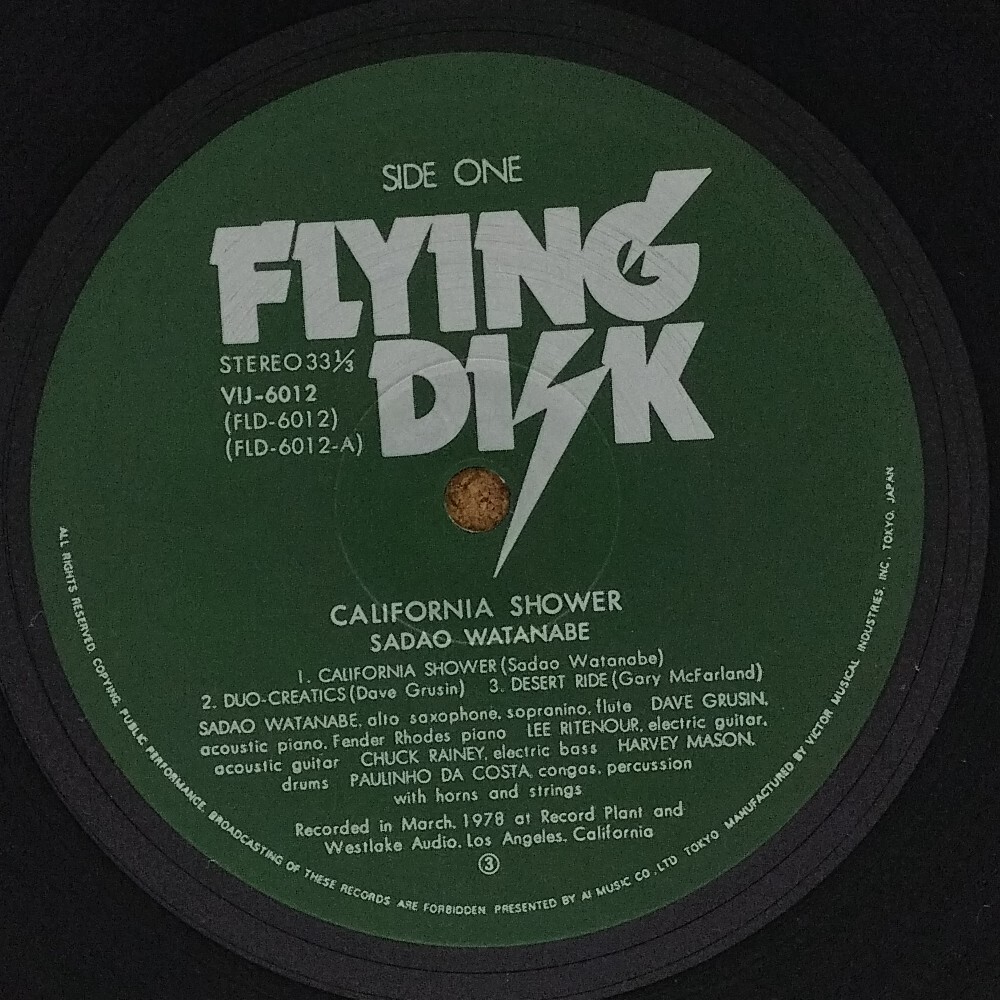 SIDE ONE
FLYING
DISK
STEREO 33⅓
VIJ-6012
(FLD-6012)
(FLD-6012-A)
CALIFORNIA SHOWER
SADAO WATANABE
1. CALIFORNIA SHOWER (Sadao Watanabe)
2. DUO-CREATICS (Dave Grusin) 3. DESERT RIDE (Gary McFarland)
SADAO WATANABE, alto saxophone, sopranino, flute DAVE GRUSIN,
acoustic piano, Fender Rhodes piano LEE RITENOUR, electric guitar,
acoustic guitar CHUCK RAINEY, electric bass HARVEY MASON,
drums PAULINHO DA COSTA, congas, percussion
with horns and strings
Recorded in March, 1978 at Record Plant and
Westlake Audio, Los Angeles, California
③
ALL RIGHTS RESERVED. COPYING, PUBLIC PERFORMANCE, BROADCASTING OF THESE RECORDS ARE FORBIDDEN. PRESENTED BY AI MUSIC CO., LTD TOKYO MANUFACTURED BY VICTOR MUSICAL INDUSTRIES, INC. TOKYO, JAPAN